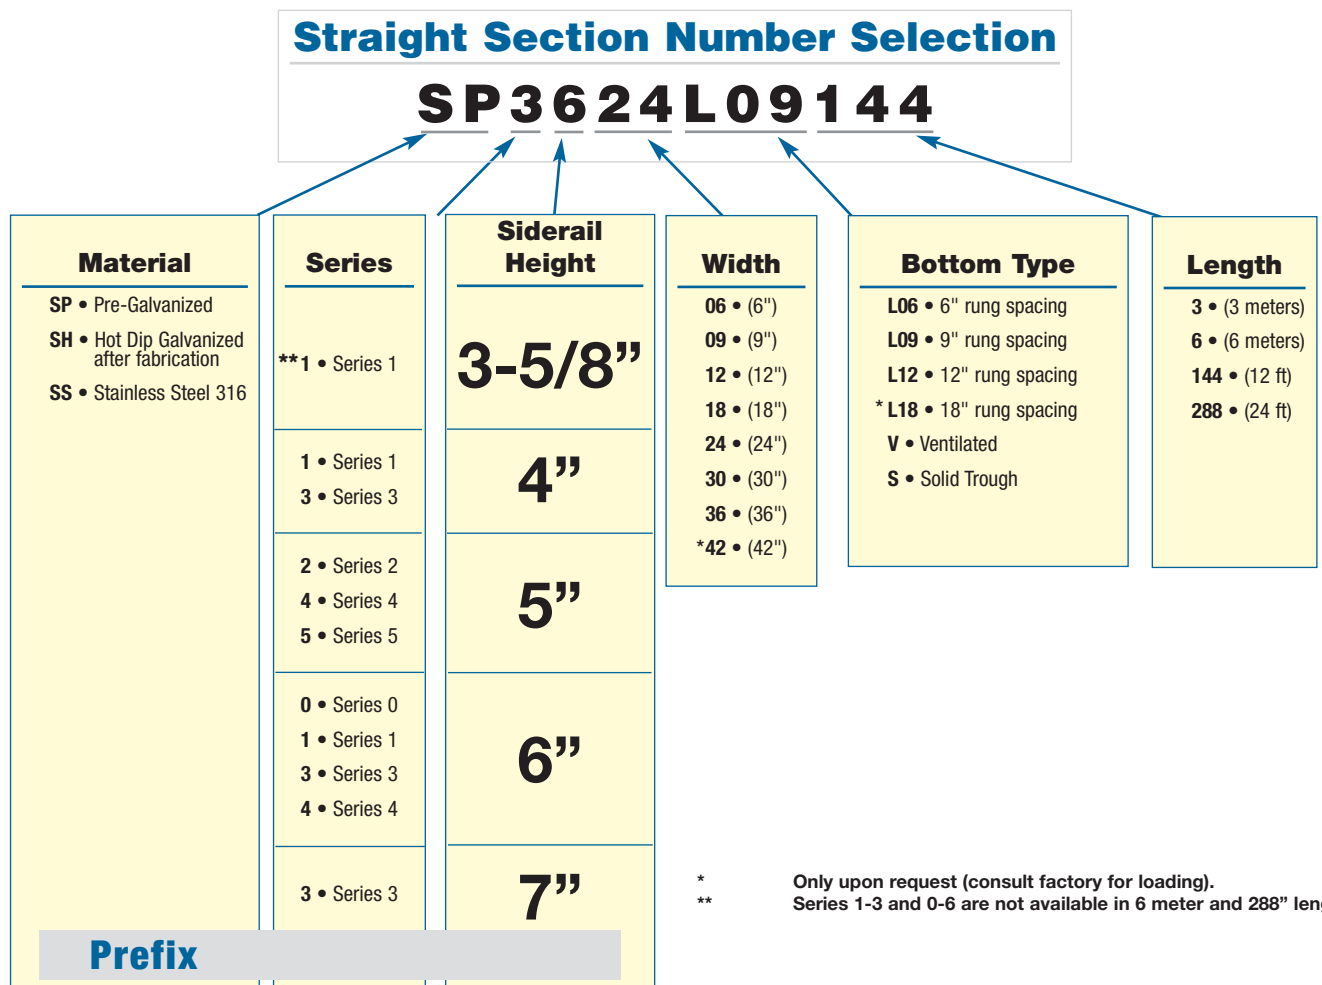 Straight Section Number Selection
SP3624L09144
Material
SP • Pre-Galvanized
SH • Hot Dip Galvanized
after fabrication
SS • Stainless Steel 316
Series
**1 • Series 1
1 • Series 1
3 • Series 3
2 • Series 2
4 • Series 4
5 • Series 5
0 • Series 0
1 • Series 1
3 • Series 3
4 • Series 4
3 • Series 3
Siderail
Height
3-5/8”
4”
5”
6”
7”
Width
06 • (6")
09 • (9")
12 • (12")
18 • (18")
24 • (24")
30 • (30")
36 • (36")
*42 • (42")
Bottom Type
L06 • 6" rung spacing
L09 • 9" rung spacing
L12 • 12" rung spacing
* L18 • 18" rung spacing
V • Ventilated
S • Solid Trough
Length
3 • (3 meters)
6 • (6 meters)
144 • (12 ft)
288 • (24 ft)
* Only upon request (consult factory for loading).
** Series 1-3 and 0-6 are not available in 6 meter and 288”
Prefix